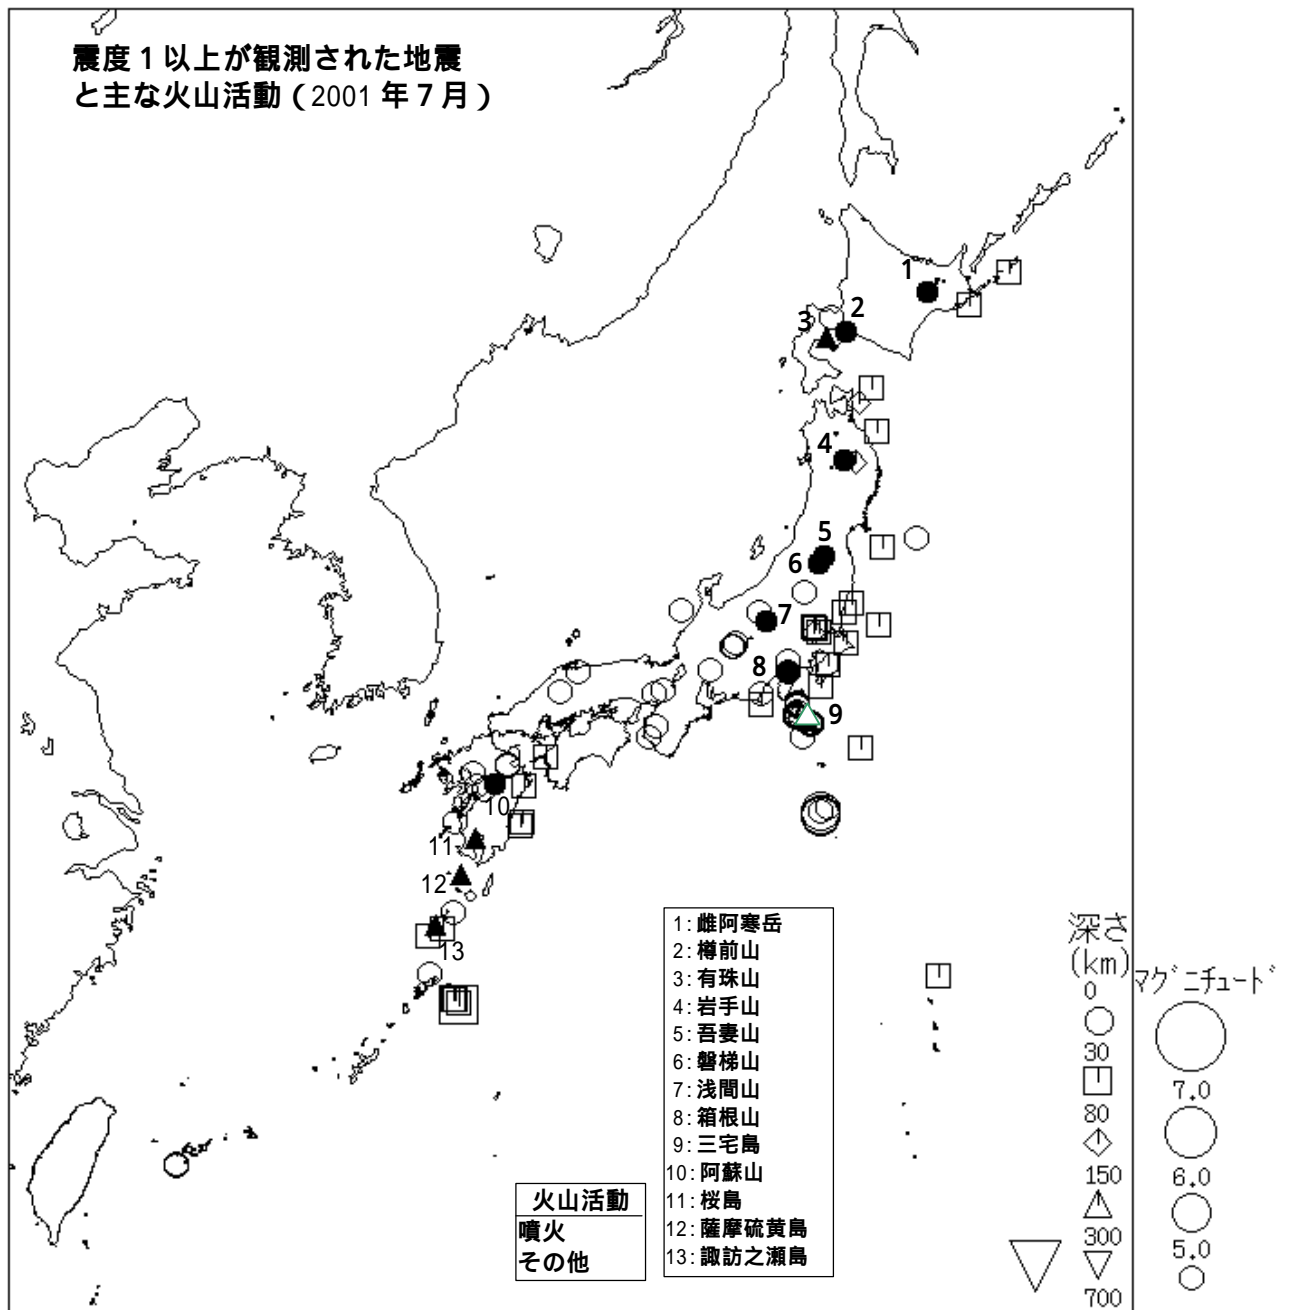 震度１以上が観測された地震
と主な火山活動（2001 年７月）
1
2
3
4
5
6
7
8
9
10
11
12
13
1: 雌阿寒岳
2: 樽前山
3: 有珠山
4: 岩手山
5: 吾妻山
6: 磐梯山
7: 浅間山
8: 箱根山
9: 三宅島
10: 阿蘇山
11: 桜島
12: 薩摩硫黄島
13: 諏訪之瀬島
火山活動
噴火
その他
深さ
(km)
0
30
80
150
300
700
マグニチュード
7.0
6.0
5.0